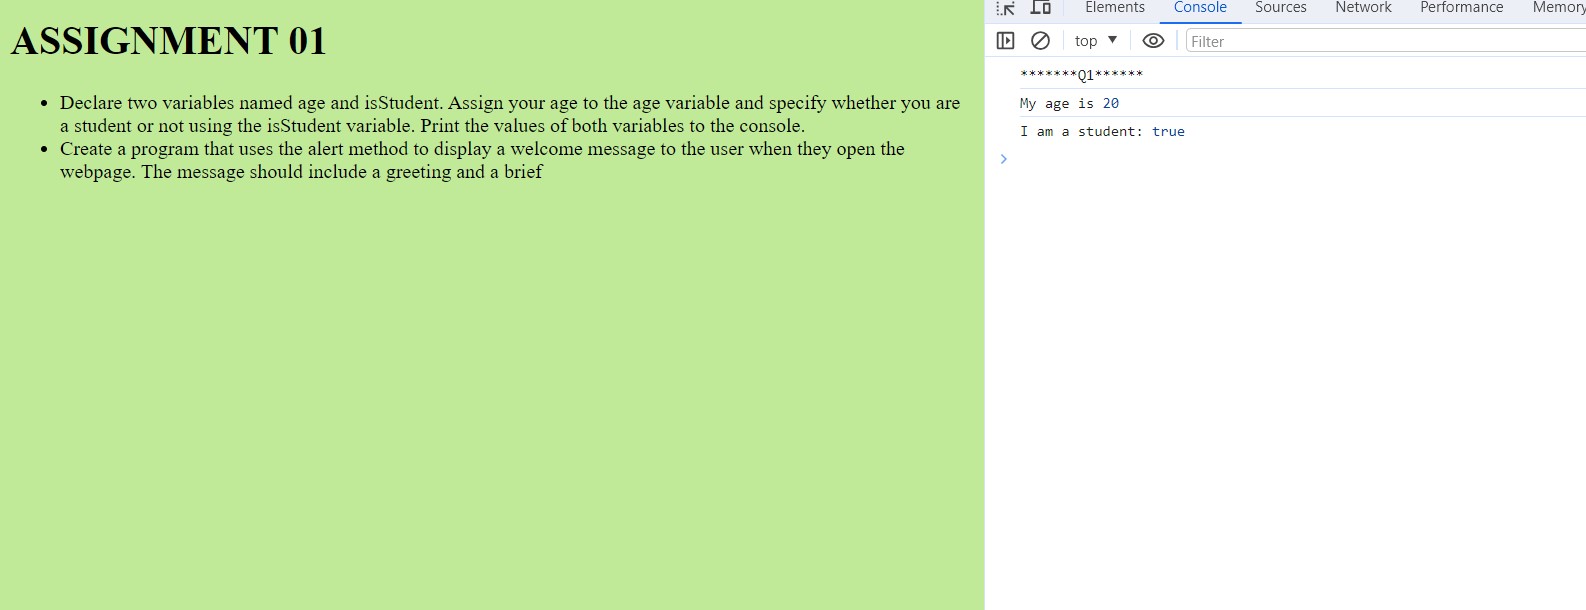 ASSIGNMENT 01
Declare two variables named age and isStudent. Assign your age to the age variable and specify whether you are
a student or not using the isStudent variable. Print the values of both variables to the console.
Create a program that uses the alert method to display a welcome message to the user when they open the
webpage. The message should include a greeting and a brief
Elements Console Sources Network Performance Memory
top Filter
*******Q1******
My age is 20
I am a student: true